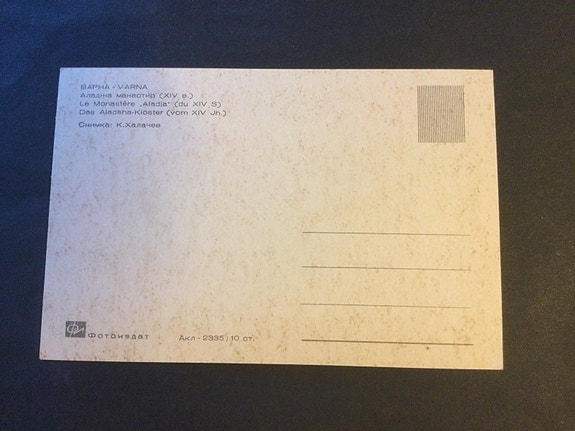 ВАРНА - VARNA
Аладжа манастир (XIV в.)
Le Monastère „Aladja" (du XIV S)
Das Aladsha-Kloster (vom XIV Jh.)
Снимка: К. Халачев
Фотоиздат Акл - 2335 / 10 ст.